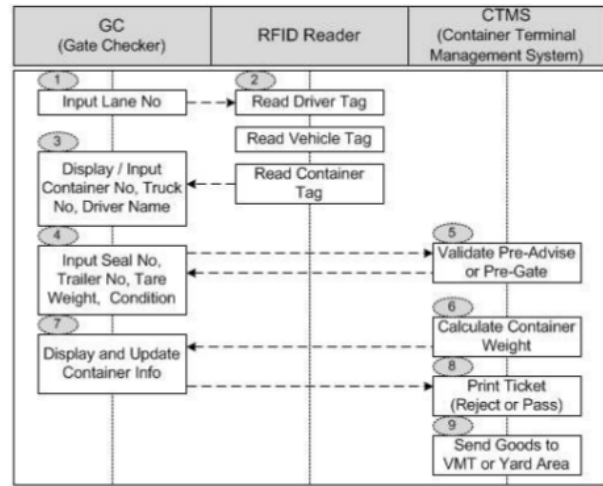 GC
(Gate Checker)
RFID Reader
CTMS
(Container Terminal
Management System)
1
Input Lane No
2
Read Driver Tag
Read Vehicle Tag
Read Container
Tag
3
Display / Input
Container No, Truck
No, Driver Name
4
Input Seal No,
Trailer No, Tare
Weight, Condition
5
Validate Pre-Advise
or Pre-Gate
6
Calculate Container
Weight
7
Display and Update
Container Info
8
Print Ticket
(Reject or Pass)
9
Send Goods to
VMT or Yard Area